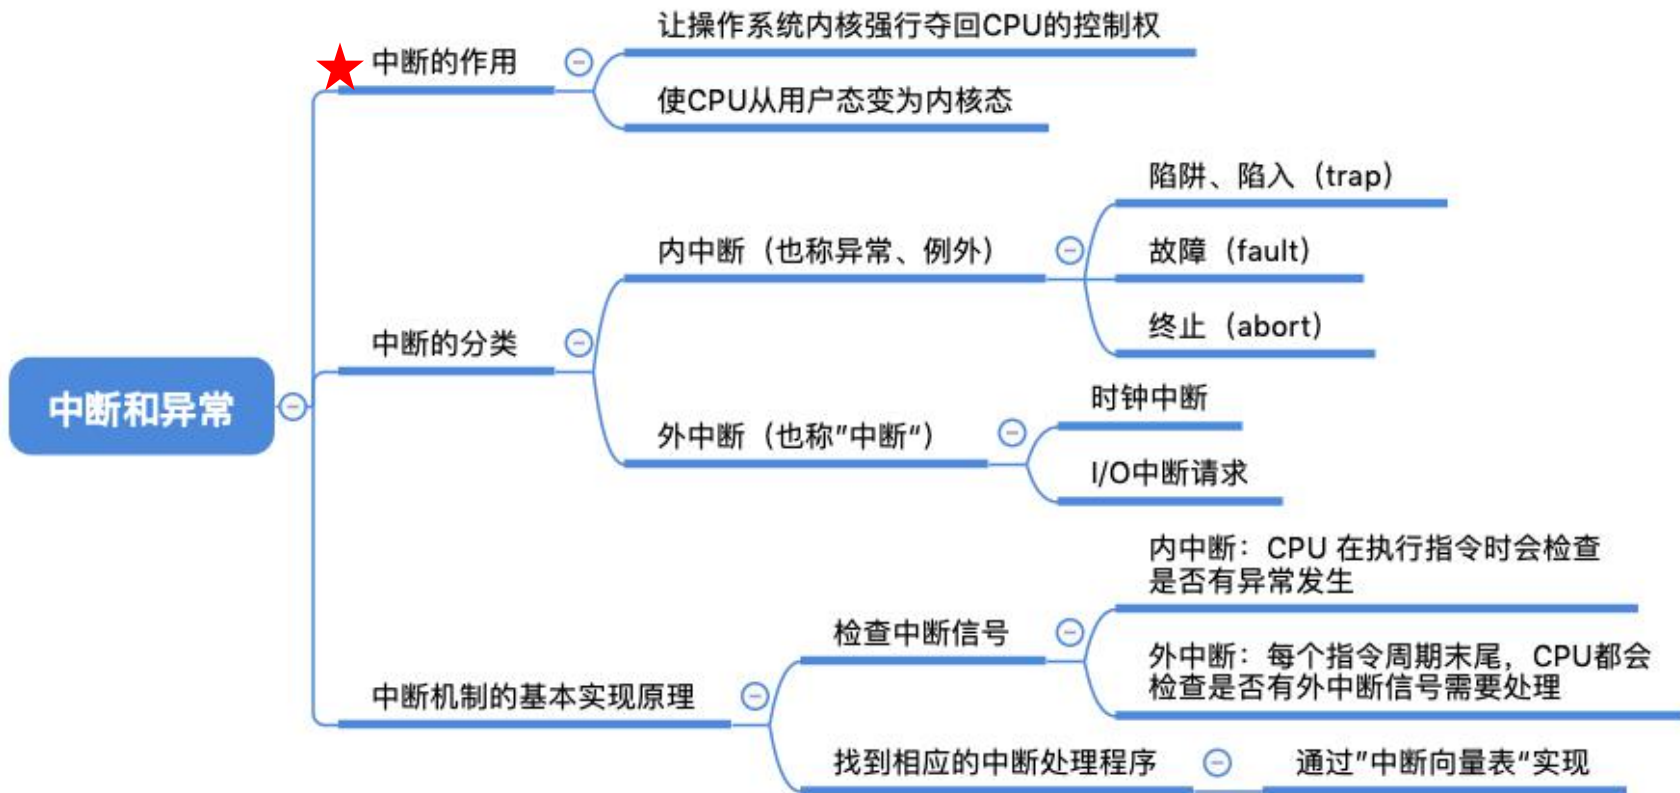 让操作系统内核强行夺回CPU的控制权
中断的作用
使CPU从用户态变为内核态
陷阱、陷入（trap）
内中断（也称异常、例外）
故障（fault）
终止（abort）
中断的分类
时钟中断
外中断（也称”中断“）
I/O中断请求
中断和异常
内中断：CPU 在执行指令时会检查
是否有异常发生
检查中断信号
外中断：每个指令周期末尾，CPU都会
检查是否有外中断信号需要处理
中断机制的基本实现原理
找到相应的中断处理程序
通过”中断向量表“实现